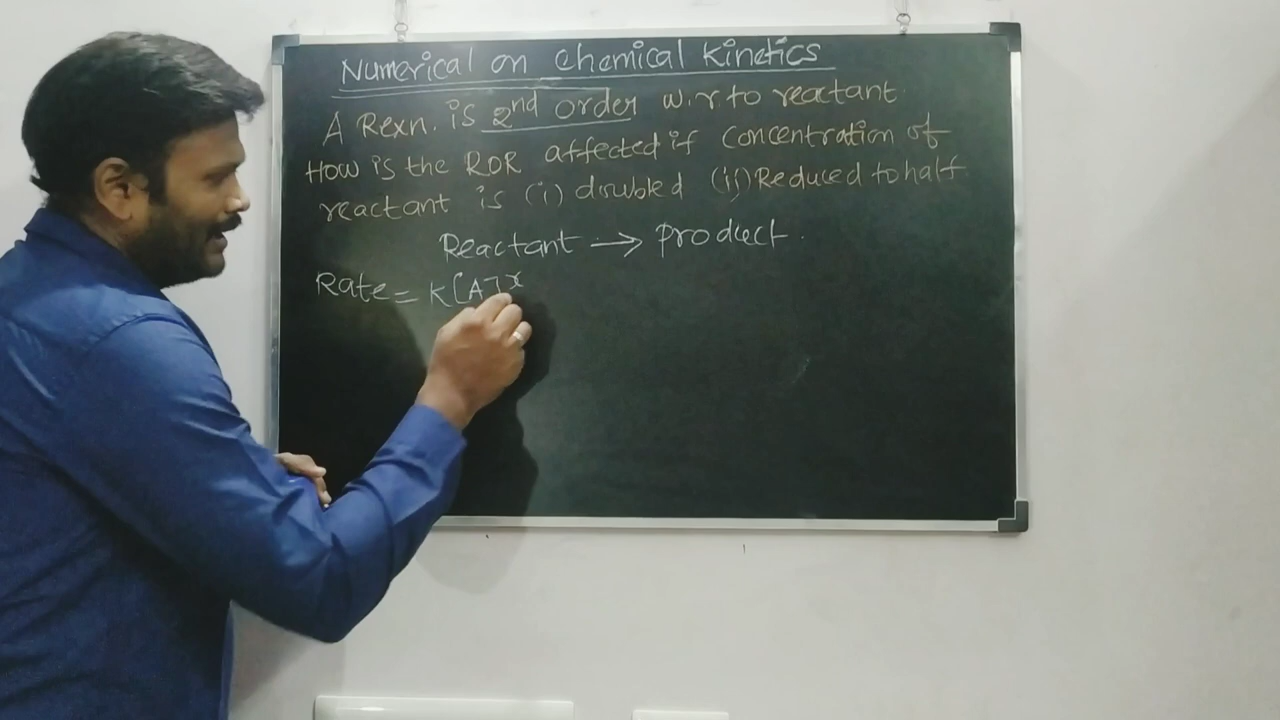 Numerical on chemical kinetics
A Rexn. is 2nd order w.r.to reactant.
How is the ROR affected if concentration of
reactant is (i) doubled (ii) Reduced to half.
Reactant → product.
Rate = K[A]ˣ